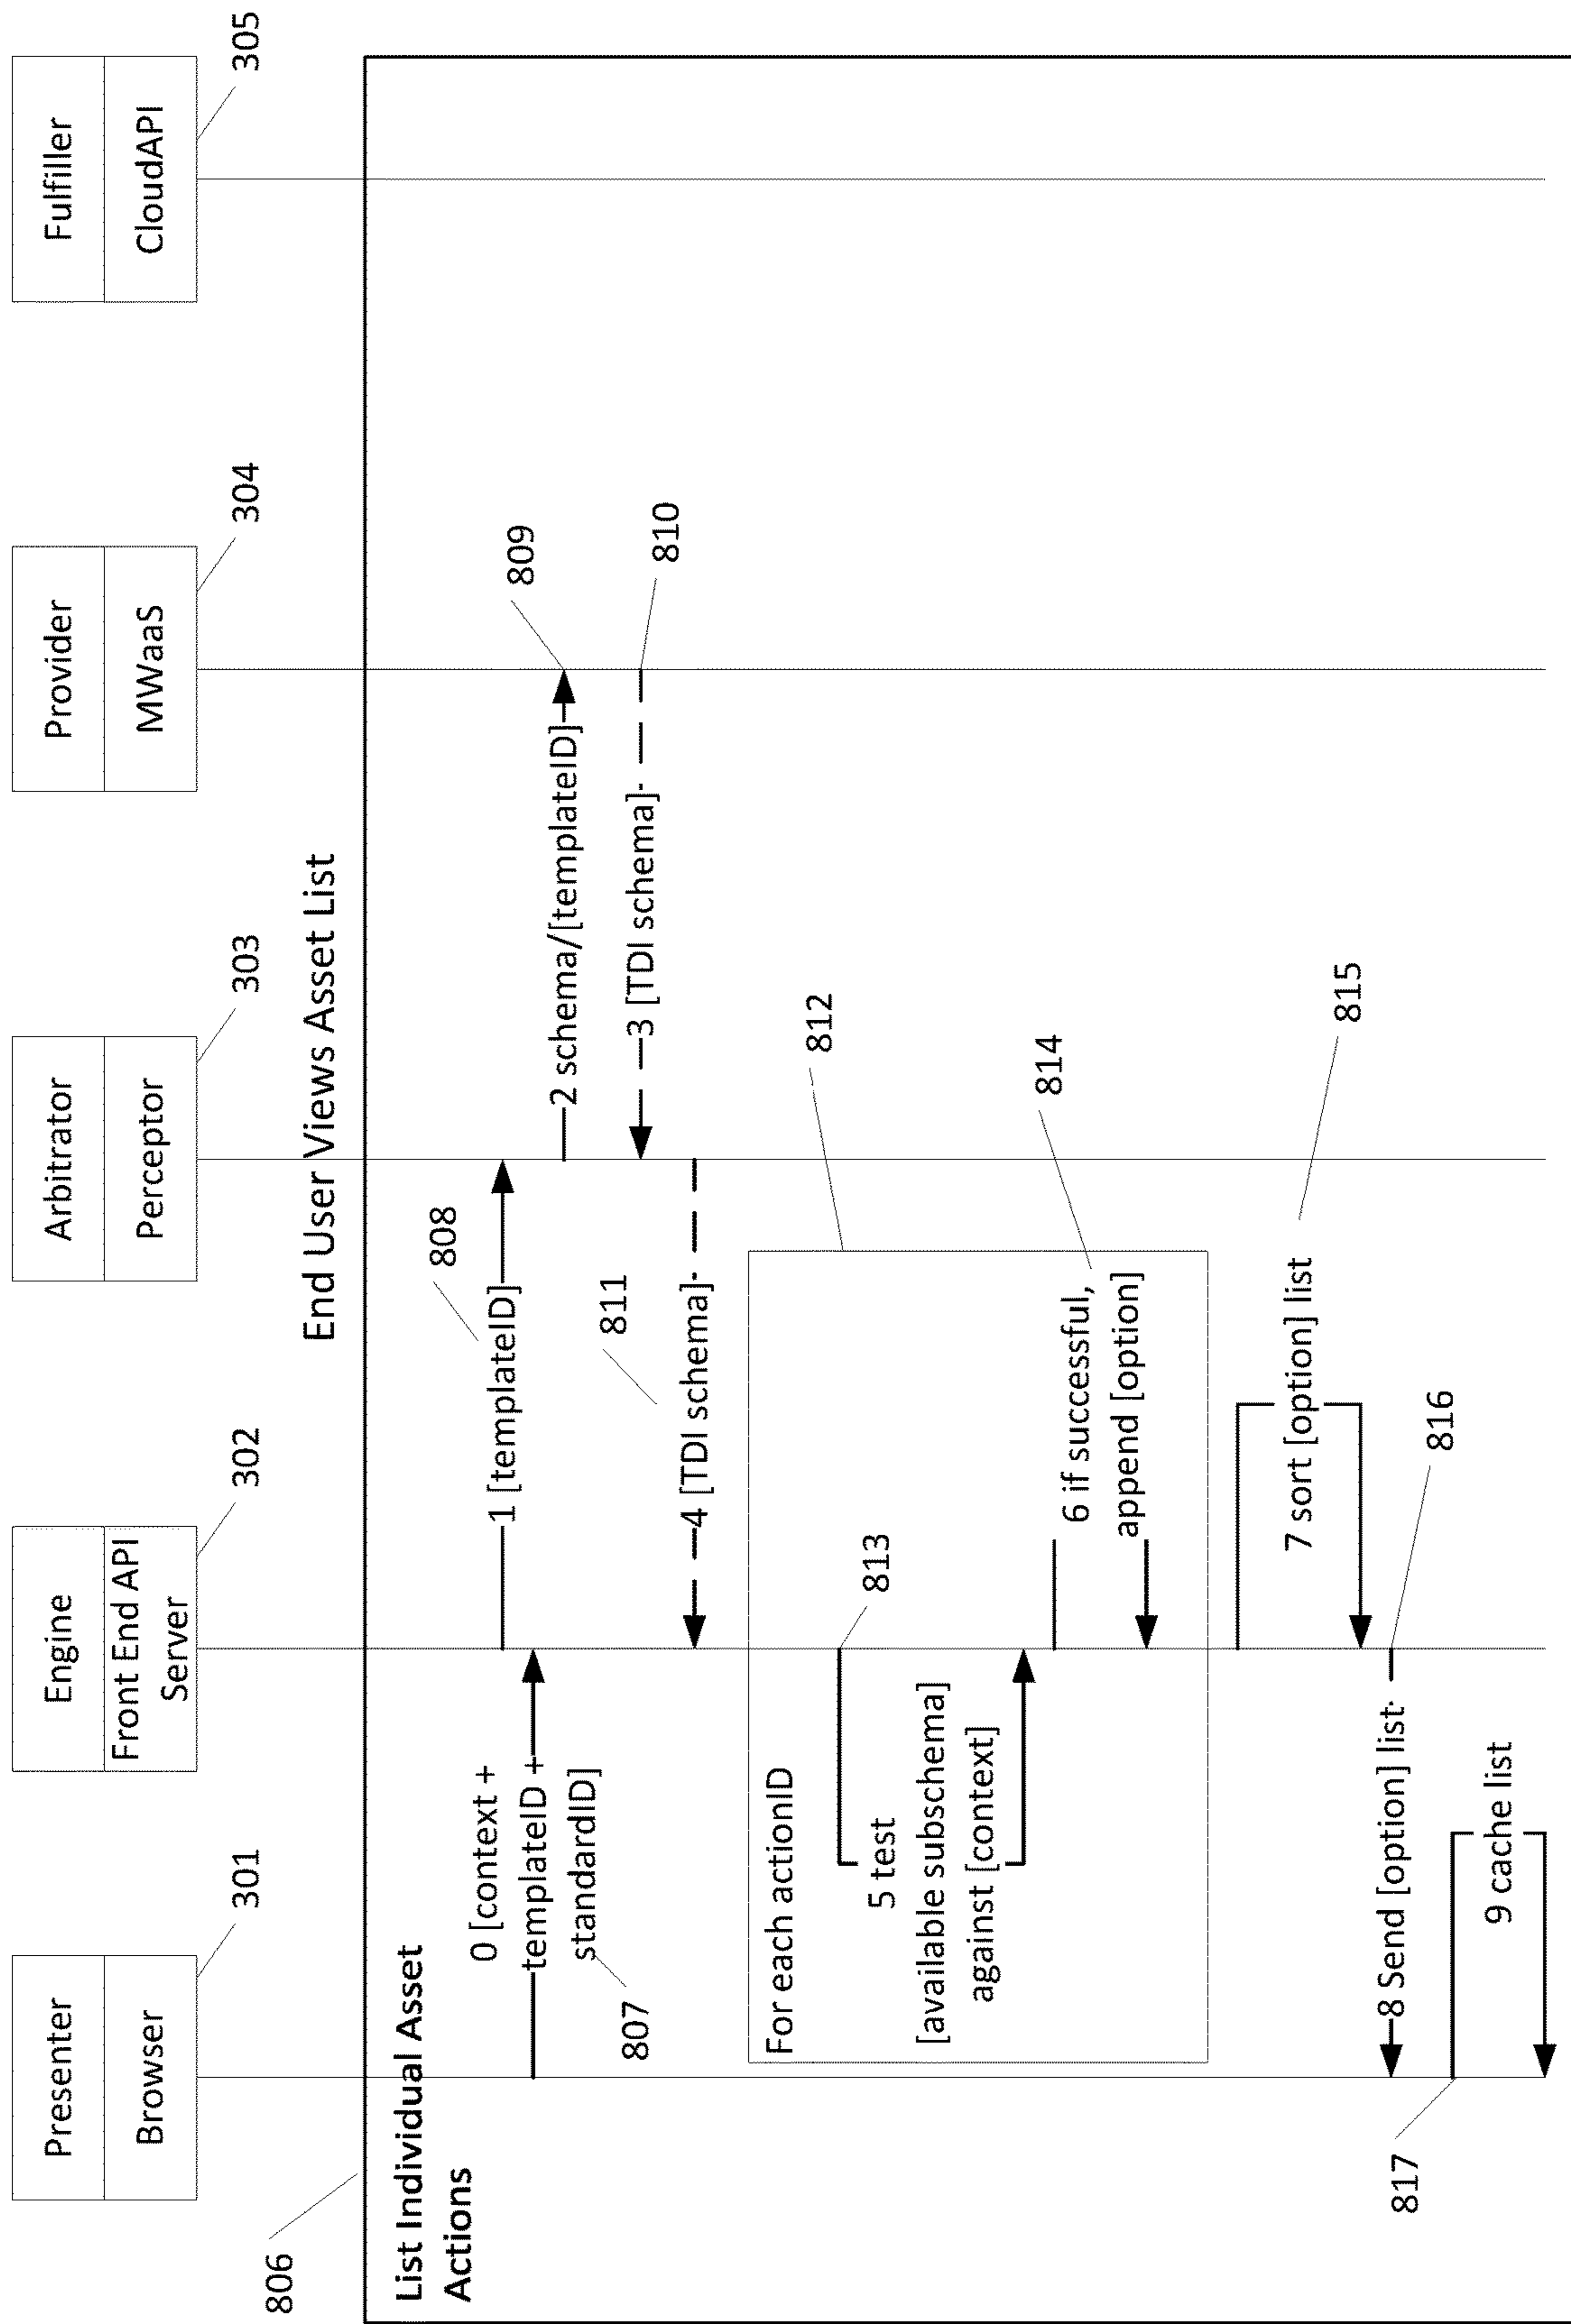 Presenter
Browser
301
Engine
Front End API
Server
302
Arbitrator
Perceptor
303
Provider
MWaaS
304
Fulfiller
CloudAPI
305
End User Views Asset List
806
List Individual Asset
Actions
0 [context +
templateID +
standardID]
807
1 [templateID]
808
2 schema/[templateID]
809
3 [TDI schema]
810
4 [TDI schema]
811
For each actionID
812
5 test
[available subschema]
against [context]
813
6 if successful,
append [option]
814
7 sort [option] list
815
8 Send [option] list
816
9 cache list
817